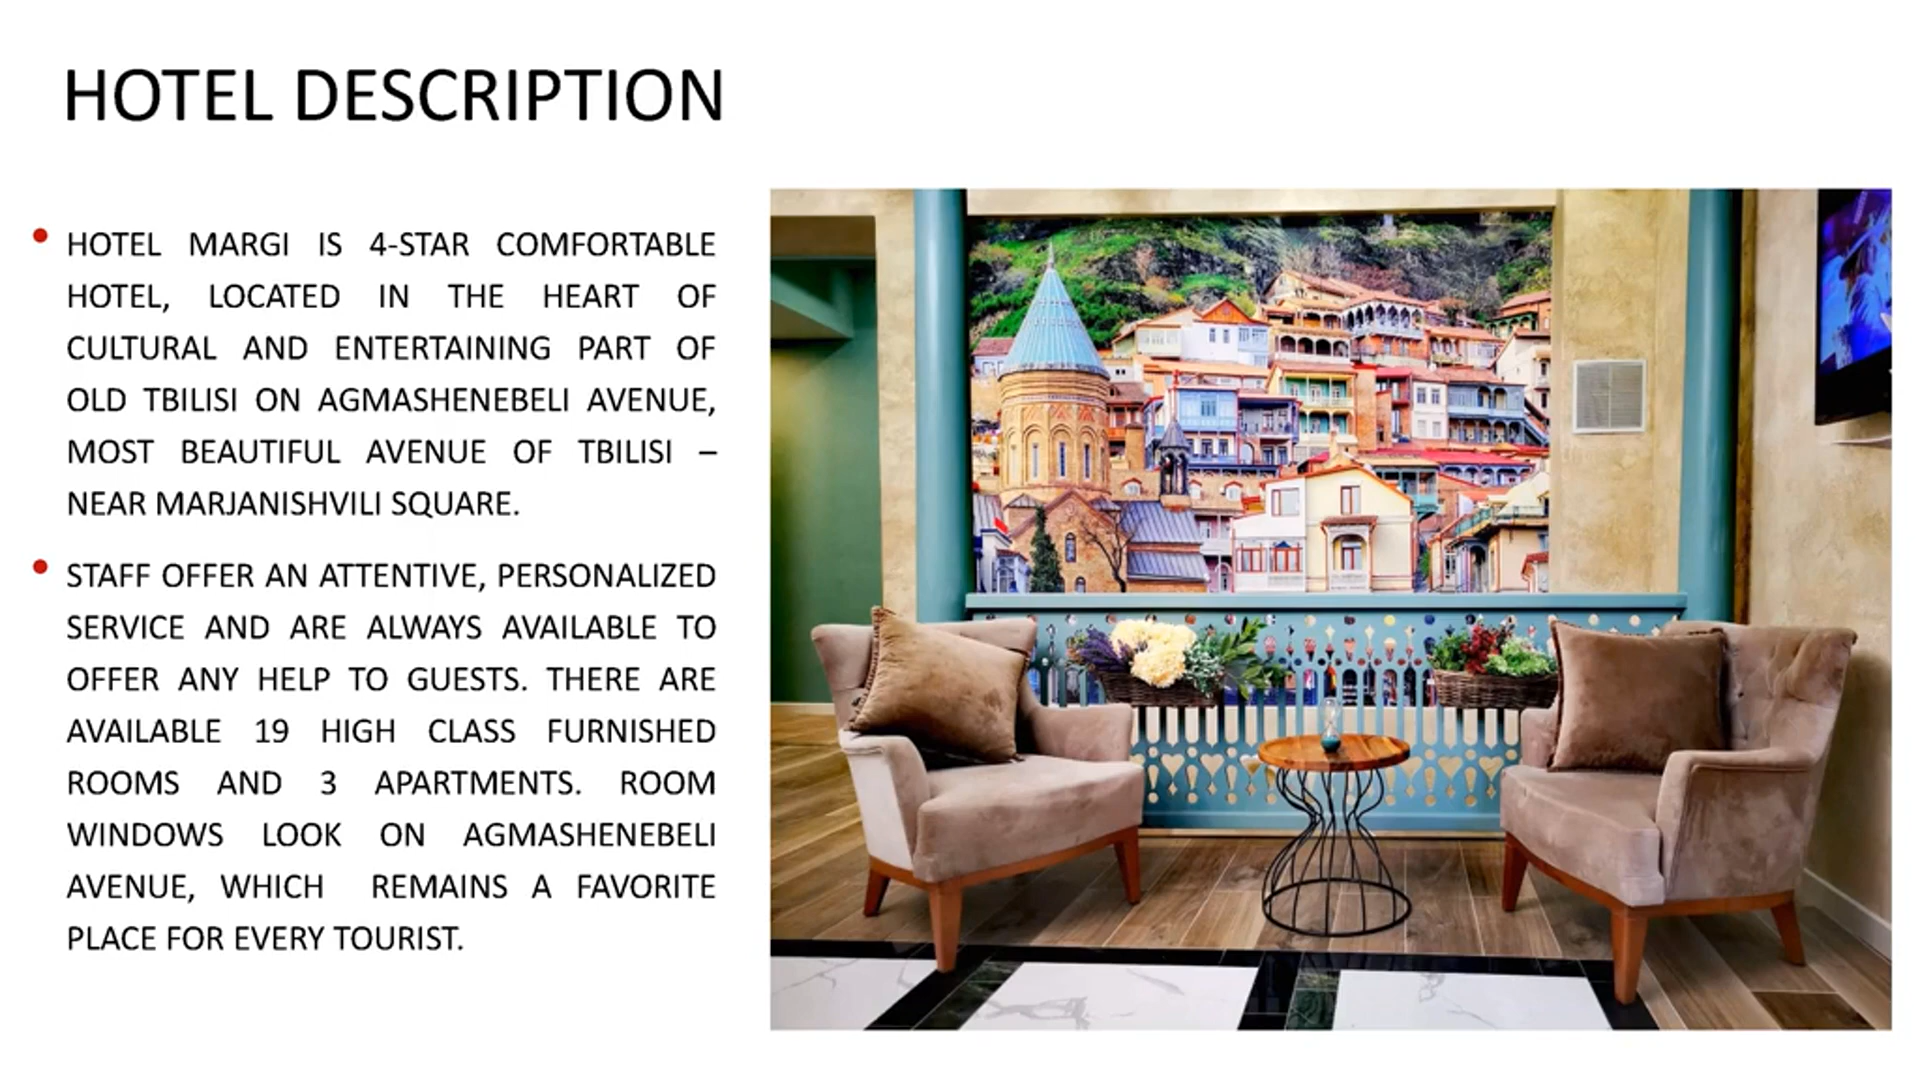 HOTEL DESCRIPTION
HOTEL MARGI IS 4-STAR COMFORTABLE
HOTEL, LOCATED IN THE HEART OF
CULTURAL AND ENTERTAINING PART OF
OLD TBILISI ON AGMASHENEBELI AVENUE,
MOST BEAUTIFUL AVENUE OF TBILISI –
NEAR MARJANISHVILI SQUARE.
STAFF OFFER AN ATTENTIVE, PERSONALIZED
SERVICE AND ARE ALWAYS AVAILABLE TO
OFFER ANY HELP TO GUESTS. THERE ARE
AVAILABLE 19 HIGH CLASS FURNISHED
ROOMS AND 3 APARTMENTS. ROOM
WINDOWS LOOK ON AGMASHENEBELI
AVENUE, WHICH REMAINS A FAVORITE
PLACE FOR EVERY TOURIST.